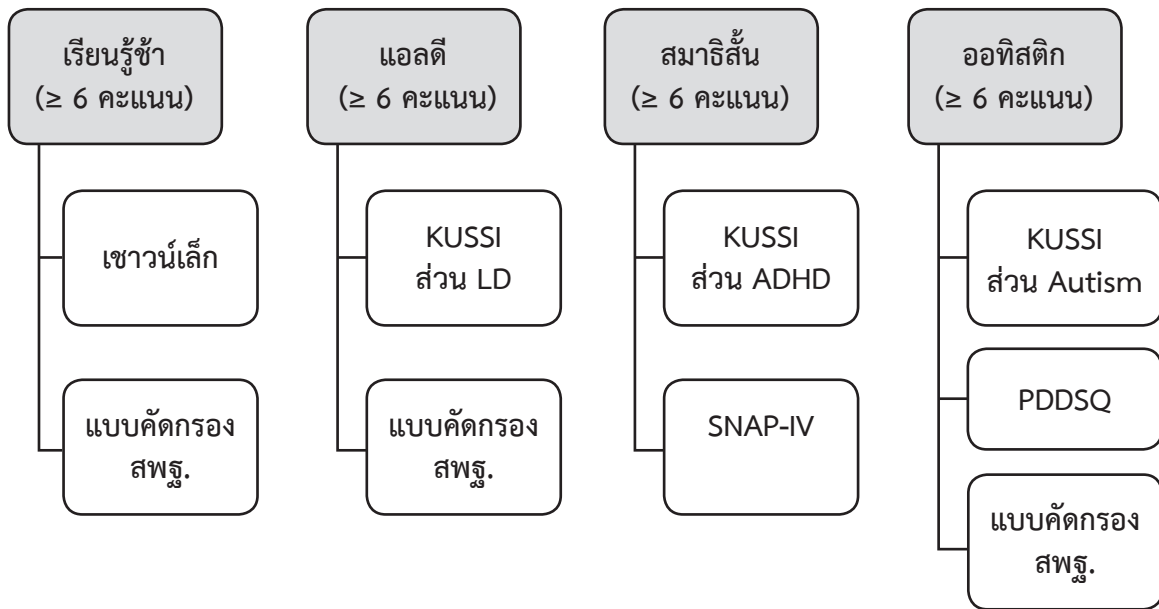 เรียนรู้ช้า
(≥ 6 คะแนน)
เชาวน์เล็ก
แบบคัดกรอง
สพฐ.
แอลดี
(≥ 6 คะแนน)
KUSSI
ส่วน LD
แบบคัดกรอง
สพฐ.
สมาธิสั้น
(≥ 6 คะแนน)
KUSSI
ส่วน ADHD
SNAP-IV
ออทิสติก
(≥ 6 คะแนน)
KUSSI
ส่วน Autism
PDDSQ
แบบคัดกรอง
สพฐ.